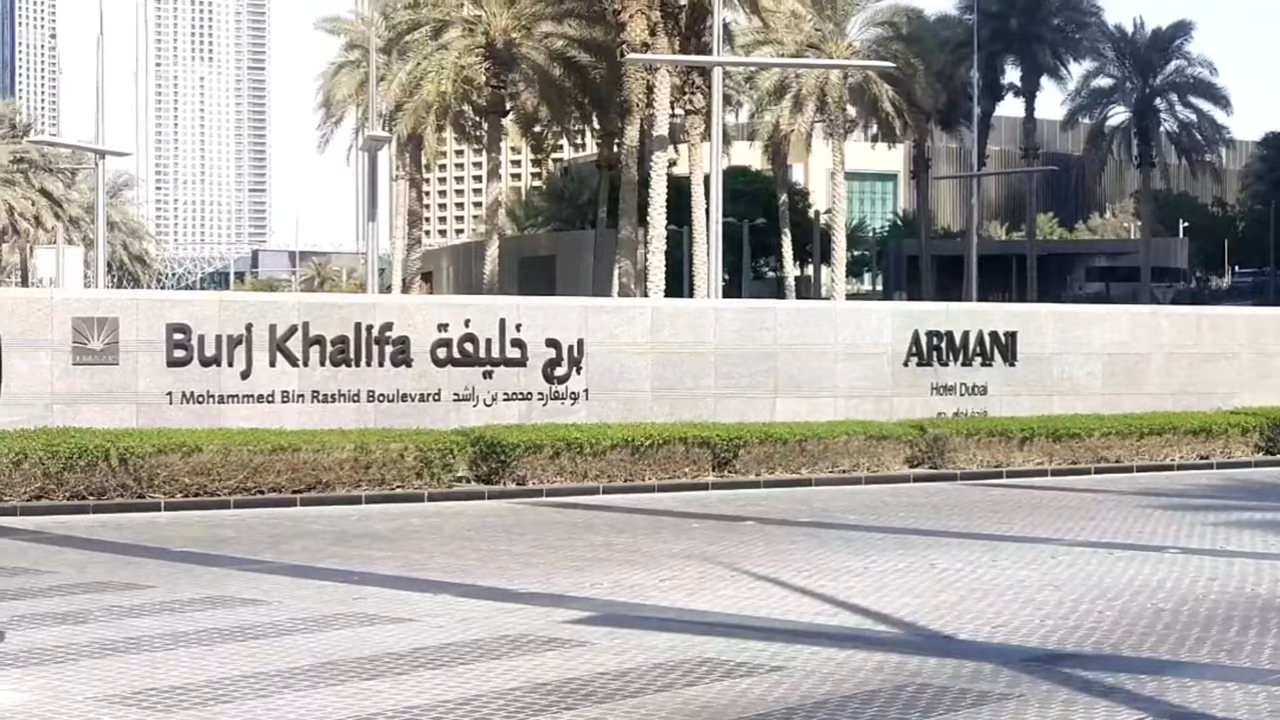 Burj Khalifa برج خليفة
1 Mohammed Bin Rashid Boulevard 1 بوليفارد محمد بن راشد
EMAAR
ARMANI
Hotel Dubai